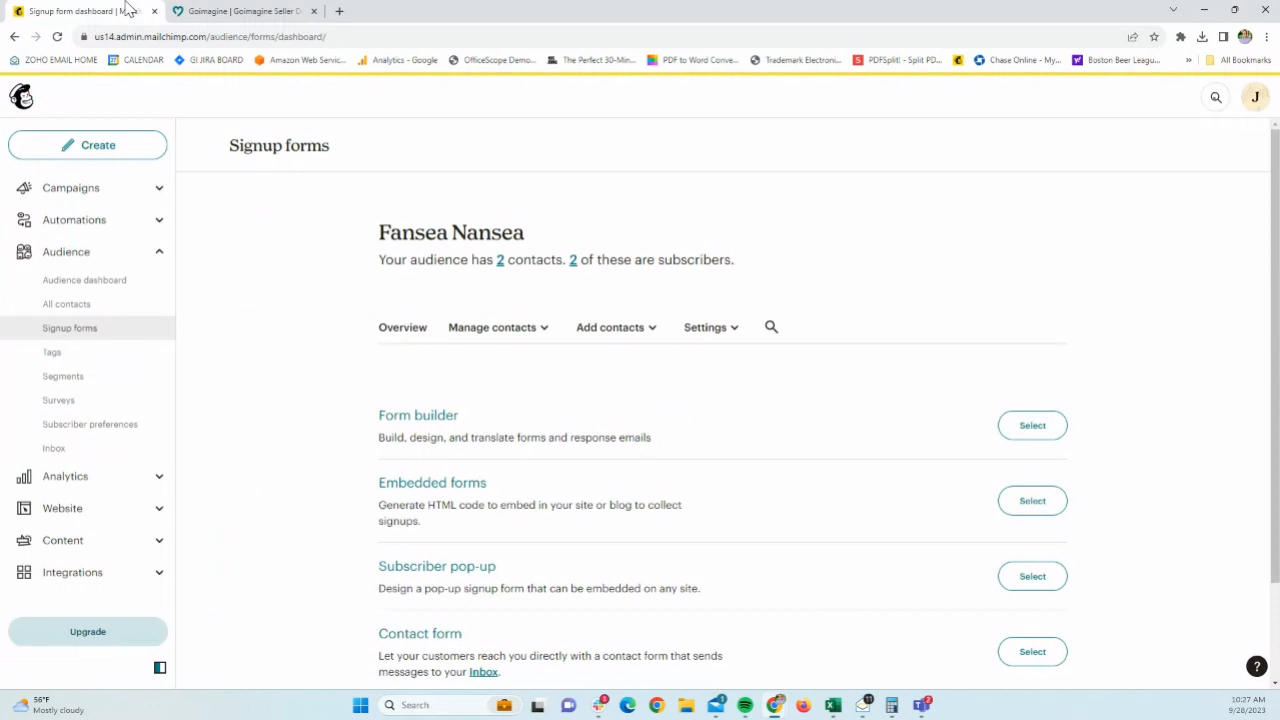 Signup form dashboard | M
Goimagine | Goimagine Seller D
us14.admin.mailchimp.com/audience/forms/dashboard/
ZOHO EMAIL HOME
CALENDAR
GI JIRA BOARD
Amazon Web Servic...
Analytics - Google
OfficeScope Demo...
The Perfect 30-Min...
PDF to Word Conve...
Trademark Electroni...
PDFSplit! - Split PD...
Chase Online - My...
Boston Beer Leagu...
»
All Bookmarks
J
Create
Signup forms
Campaigns
Automations
Audience
Audience dashboard
All contacts
Signup forms
Tags
Segments
Surveys
Subscriber preferences
Inbox
Analytics
Website
Content
Integrations
Upgrade
Fansea Nansea
Your audience has 2 contacts. 2 of these are subscribers.
Overview
Manage contacts
Add contacts
Settings
Form builder
Build, design, and translate forms and response emails
Select
Embedded forms
Generate HTML code to embed in your site or blog to collect
signups.
Select
Subscriber pop-up
Design a pop-up signup form that can be embedded on any site.
Select
Contact form
Let your customers reach you directly with a contact form that sends
messages to your Inbox.
Select
?
56°F
Mostly cloudy
Search
10:27 AM
9/28/2023